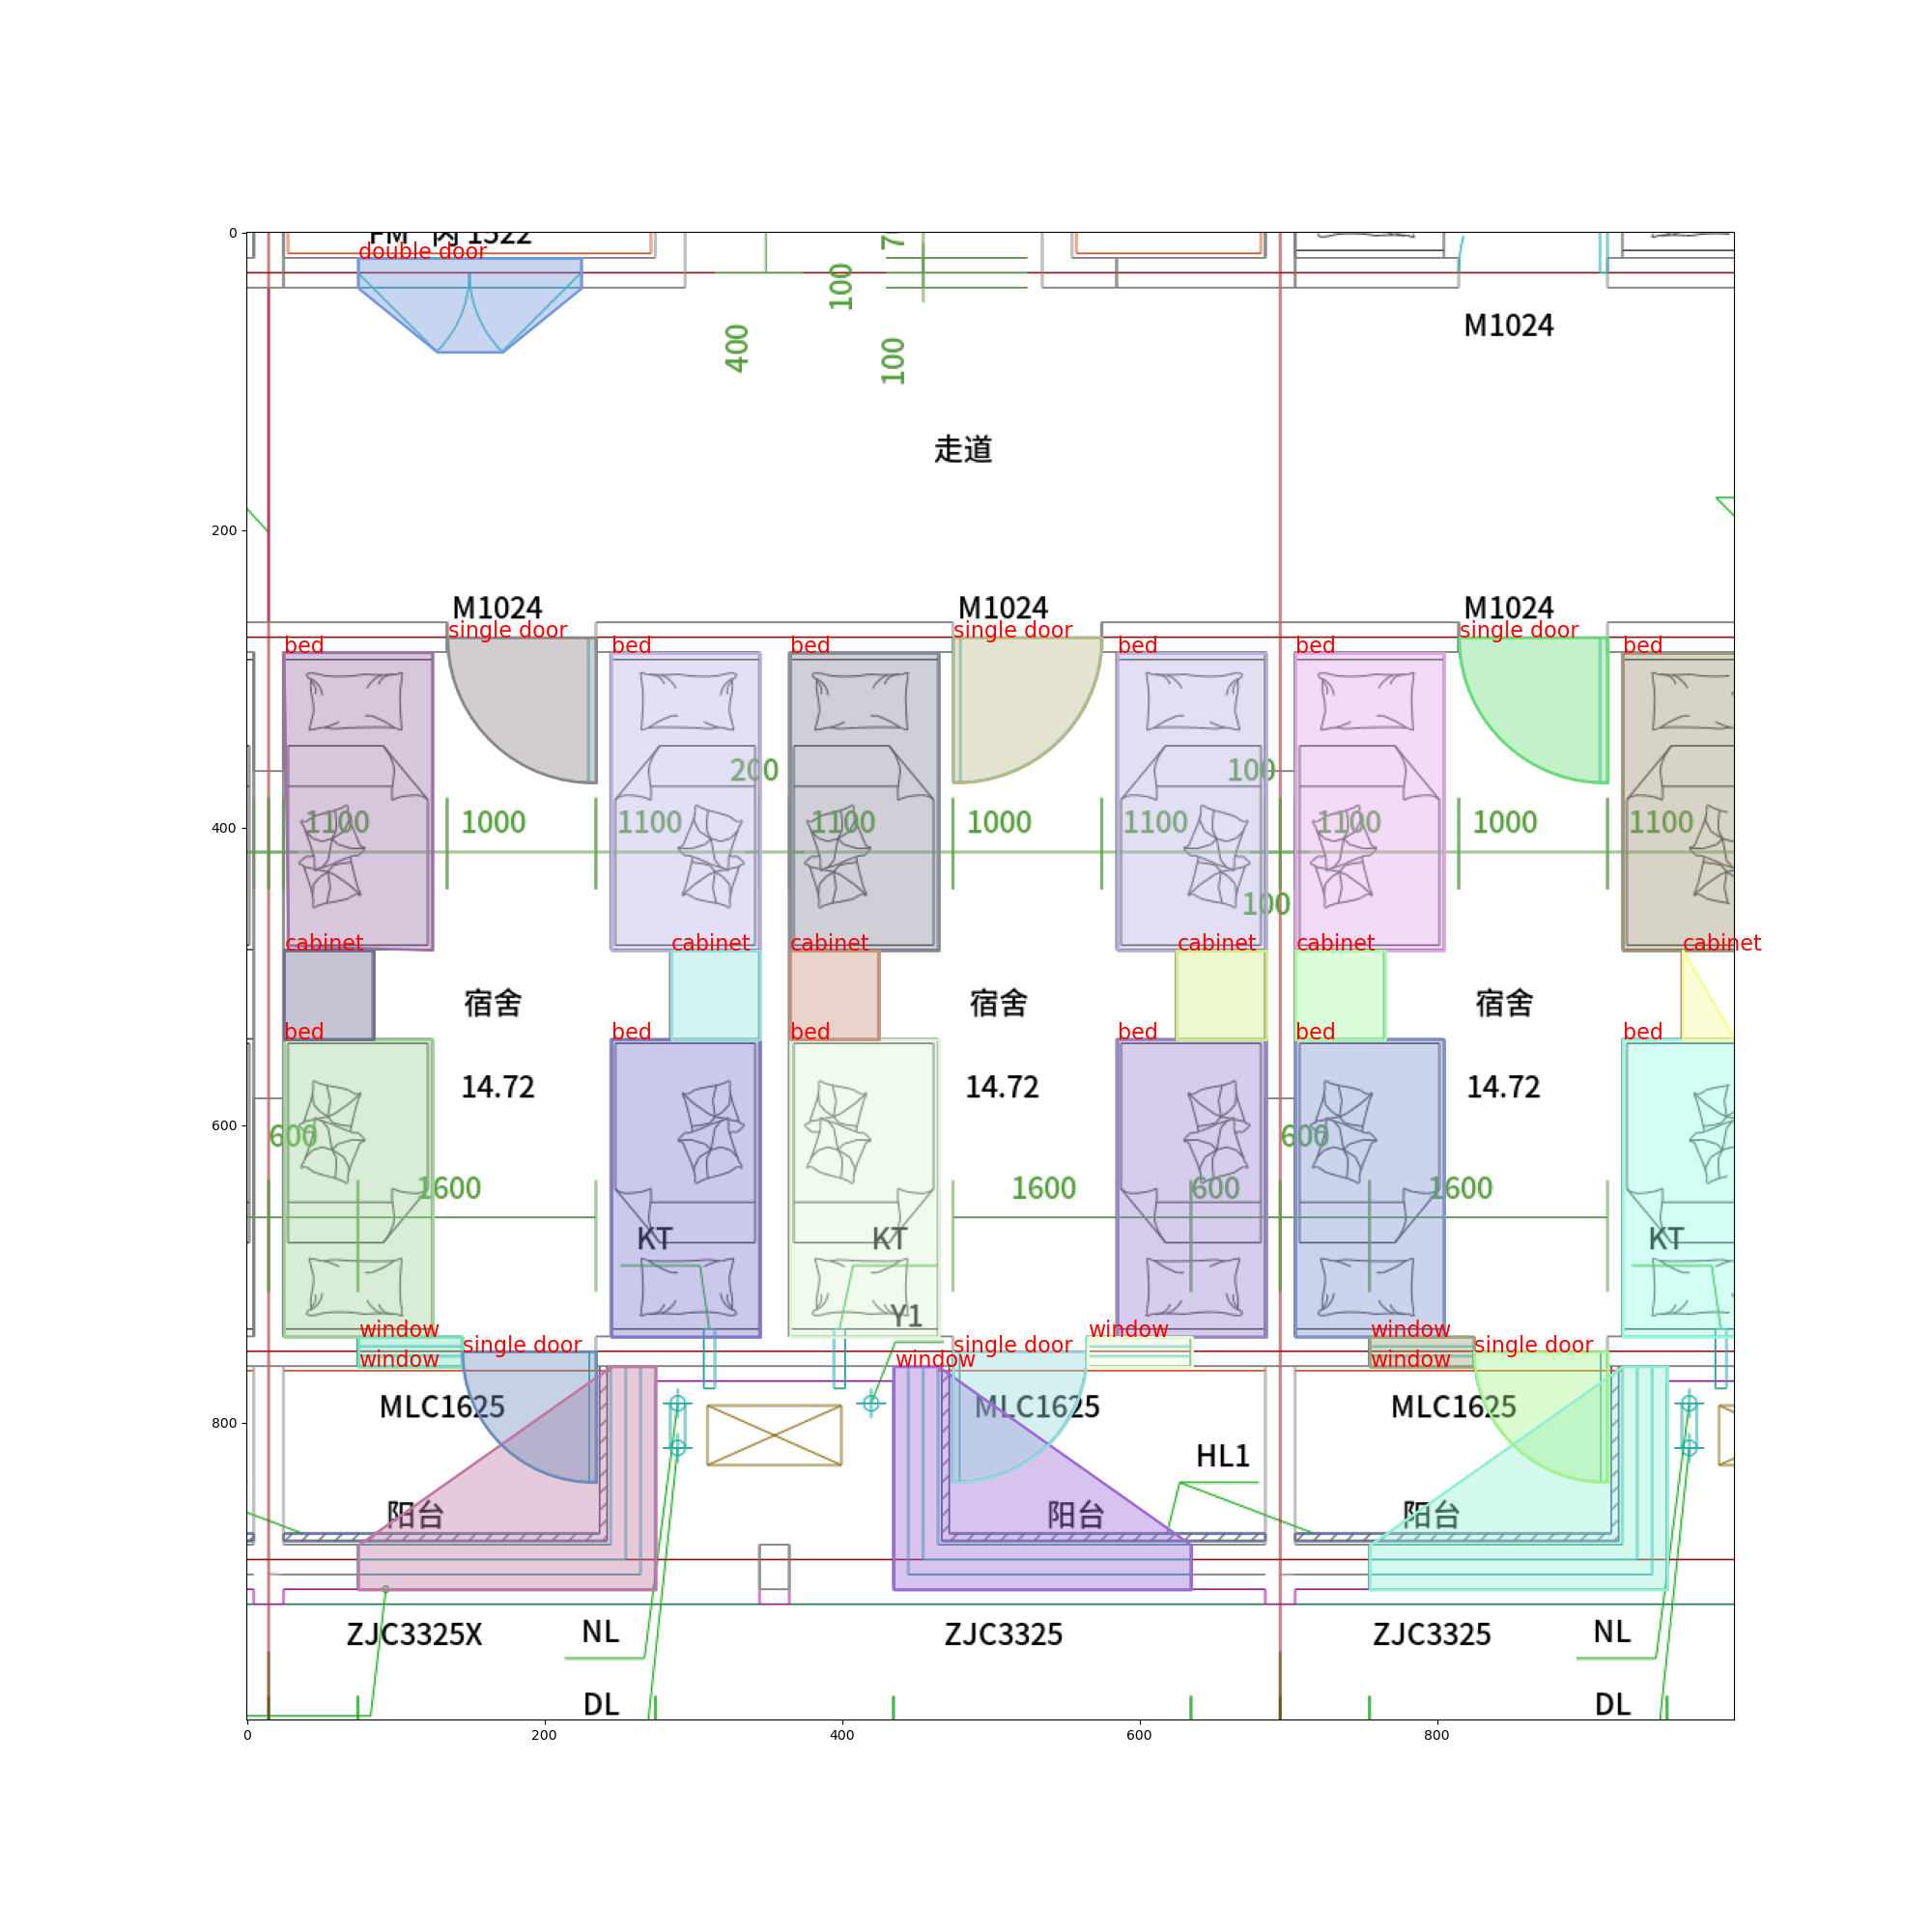 0
FM 丙 1522
double door
7
100
400
100
M1024
走道
200
M1024
M1024
M1024
single door
single door
single door
bed
bed
bed
bed
bed
bed
200
100
400
1100
1000
1100
1100
1000
1100
1100
1000
1100
100
cabinet
cabinet
cabinet
cabinet
cabinet
cabinet
宿舍
宿舍
宿舍
bed
bed
bed
bed
bed
bed
14.72
14.72
14.72
600
600
600
1600
1600
600
1600
KT
KT
KT
Y1
window
window
window
single door
single door
single door
window
window
window
MLC1625
MLC1625
MLC1625
800
HL1
阳台
阳台
阳台
ZJC3325X
NL
ZJC3325
ZJC3325
NL
DL
DL
0
200
400
600
800